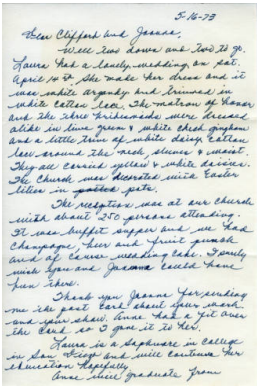 5-16-73
Dear Clifford and Joanna,
Well two down and two to go.
Laura had a lovely wedding, on Sat.
April 14th She made her dress and it
was white organdy and trimmed in
white cotton lace. The matron of honor
and the three bridesmaids were dressed
alike in lime green & white check gingham
and a little trim of white daisy cotton
lace around the neck, sleeves & waist.
They all carried yellow & white daisies.
The Church was decorated with Easter
lilies in pots.
The reception was at our church
with about 250 persons attending.
It was buffet supper and we had
Champagne, beer and fruit punch
and of course wedding cake. I surely
wish you and Joanna could have
been there.
Thank you Joanna for sending
me the post card about your work
and your show. Anne had a fit over
the card so I gave it to her.
Laura is a Sophmore in college
in San Diego and will continue her
education hopefully.
Anne will graduate from